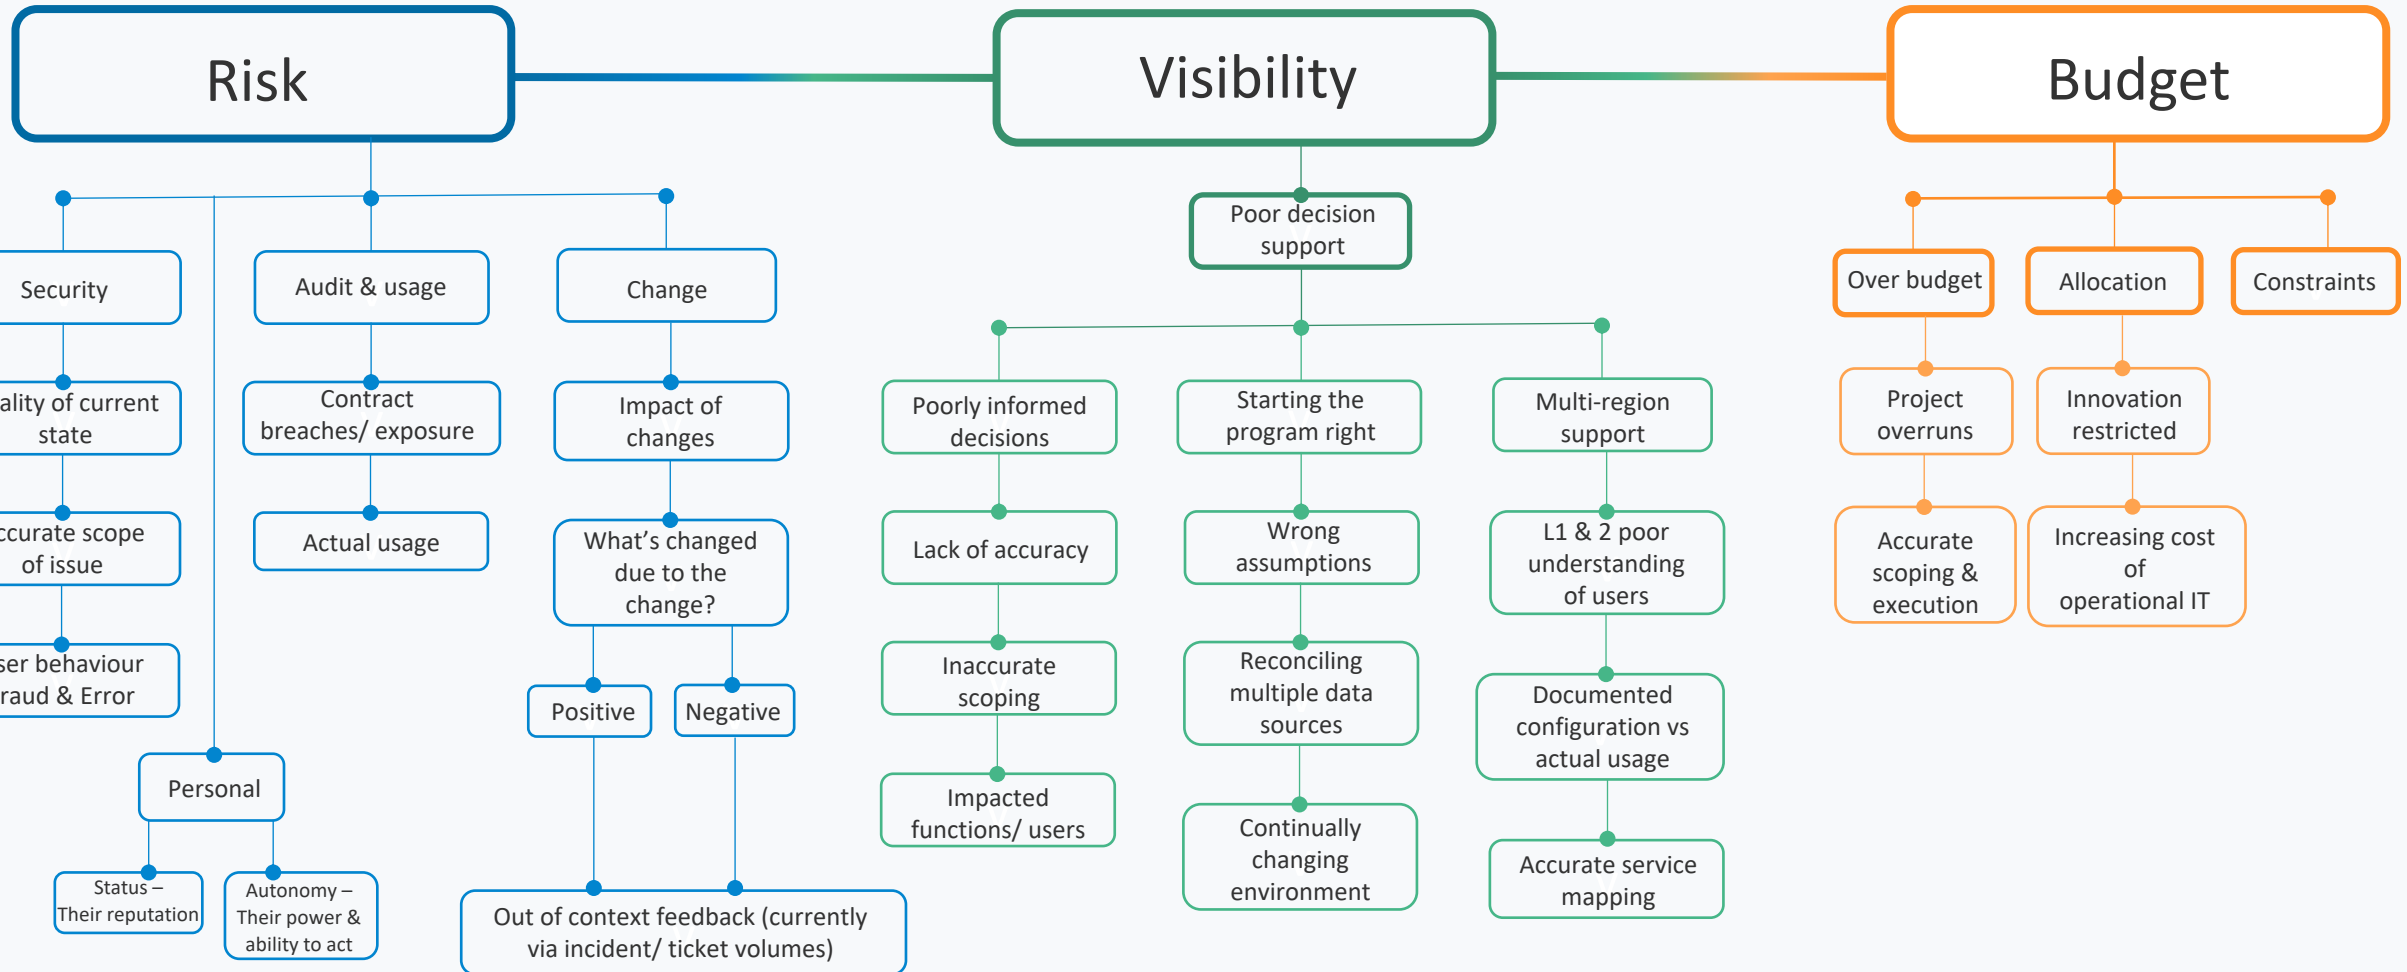 Risk
Visibility
Budget
Security
ality of current
state
ccurate scope
of issue
ser behaviour
raud & Error
Personal
Status –
Their reputation
Autonomy –
Their power &
ability to act
Audit & usage
Contract
breaches/ exposure
Actual usage
Change
Impact of
changes
What's changed
due to the
change?
Positive
Negative
Out of context feedback (currently
via incident/ ticket volumes)
Poor decision
support
Poorly informed
decisions
Lack of accuracy
Inaccurate
scoping
Impacted
functions/ users
Starting the
program right
Wrong
assumptions
Reconciling
multiple data
sources
Continually
changing
environment
Multi-region
support
L1 & 2 poor
understanding
of users
Documented
configuration vs
actual usage
Accurate service
mapping
Over budget
Project
overruns
Accurate
scoping &
execution
Allocation
Innovation
restricted
Increasing cost
of
operational IT
Constraints